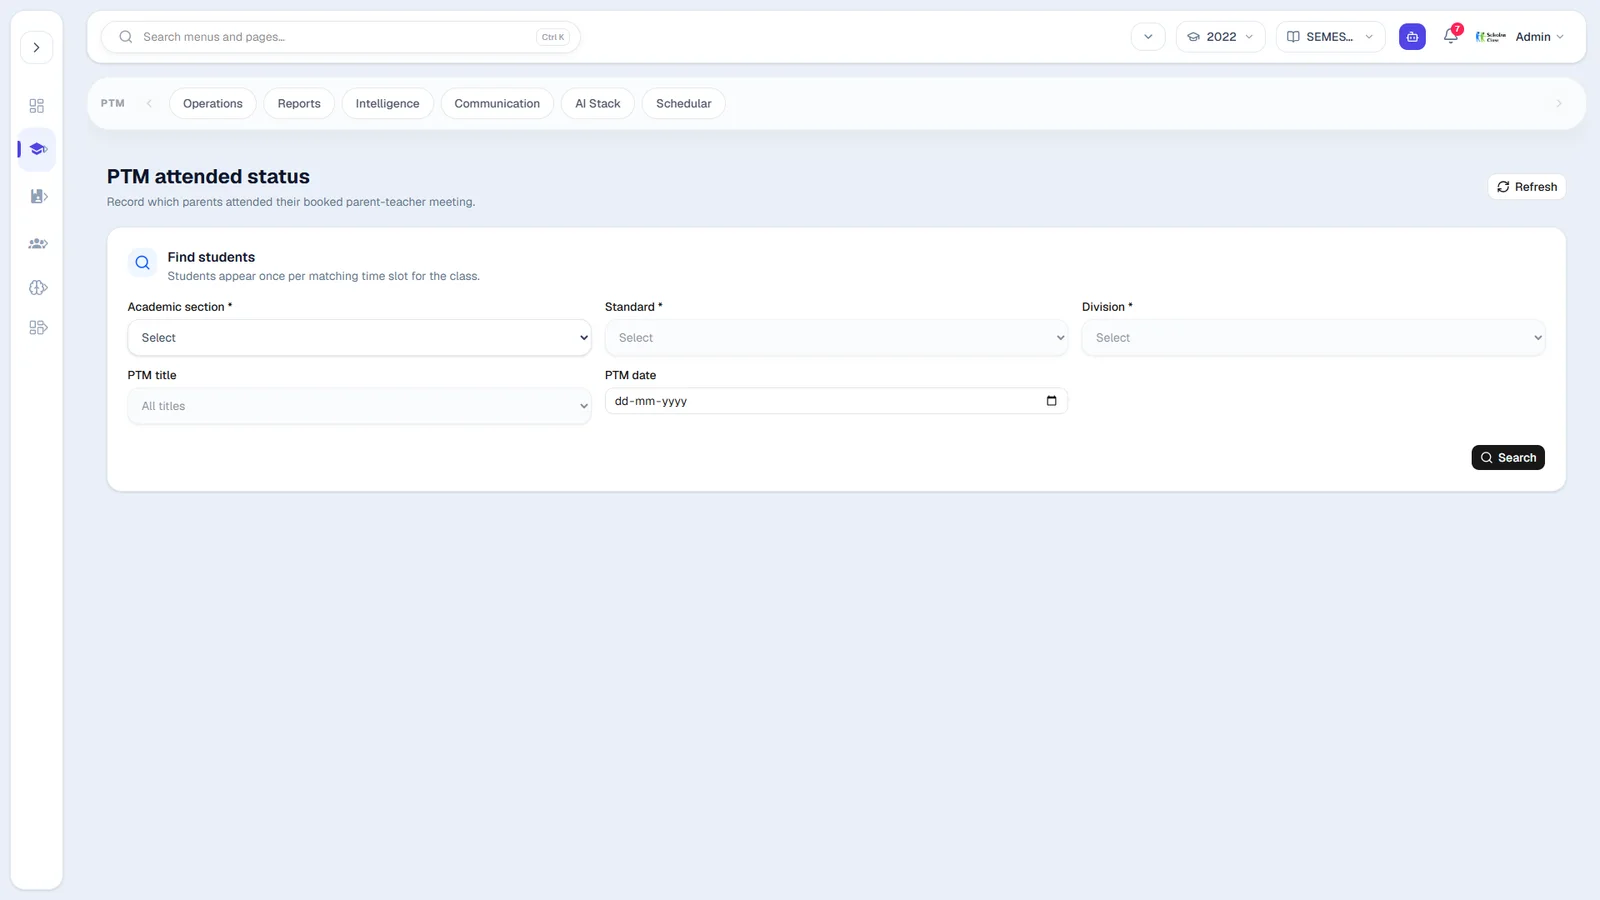 Search menus and pages...
Ctrl K
2022
SEMES...
7
Scholar Clone
Admin
PTM
Operations
Reports
Intelligence
Communication
AI Stack
Schedular
PTM attended status
Record which parents attended their booked parent-teacher meeting.
Refresh
Find students
Students appear once per matching time slot for the class.
Academic section *
Standard *
Division *
Select
Select
Select
PTM title
PTM date
All titles
dd-mm-yyyy
Search